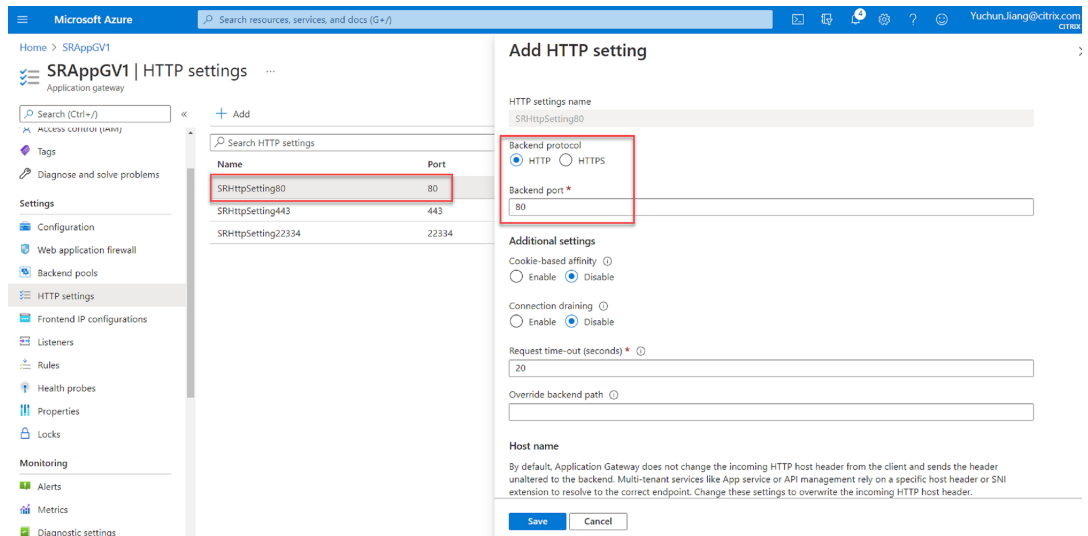 Microsoft Azure
Search resources, services, and docs (G+/)
4
Yuchun.Jiang@citrix.com
CITRIX
Home > SRAppGV1
SRAppGV1 | HTTP settings ...
Application gateway
Search (Ctrl+/)
«
Access control (IAM)
Tags
Diagnose and solve problems
Settings
Configuration
Web application firewall
Backend pools
HTTP settings
Frontend IP configurations
Listeners
Rules
Health probes
Properties
Locks
Monitoring
Alerts
Metrics
Diagnostic settings
+ Add
Search HTTP settings
Name Port
SRHttpSetting80 80
SRHttpSetting443 443
SRHttpSetting22334 22334
Add HTTP setting
HTTP settings name
SRHttpSetting80
Backend protocol
HTTP HTTPS
Backend port *
80
Additional settings
Cookie-based affinity
Enable Disable
Connection draining
Enable Disable
Request time-out (seconds) *
20
Override backend path
Host name
By default, Application Gateway does not change the incoming HTTP host header from the client and sends the header
unaltered to the backend. Multi-tenant services like App service or API management rely on a specific host header or SNI
extension to resolve to the correct endpoint. Change these settings to overwrite the incoming HTTP host header.
Save Cancel